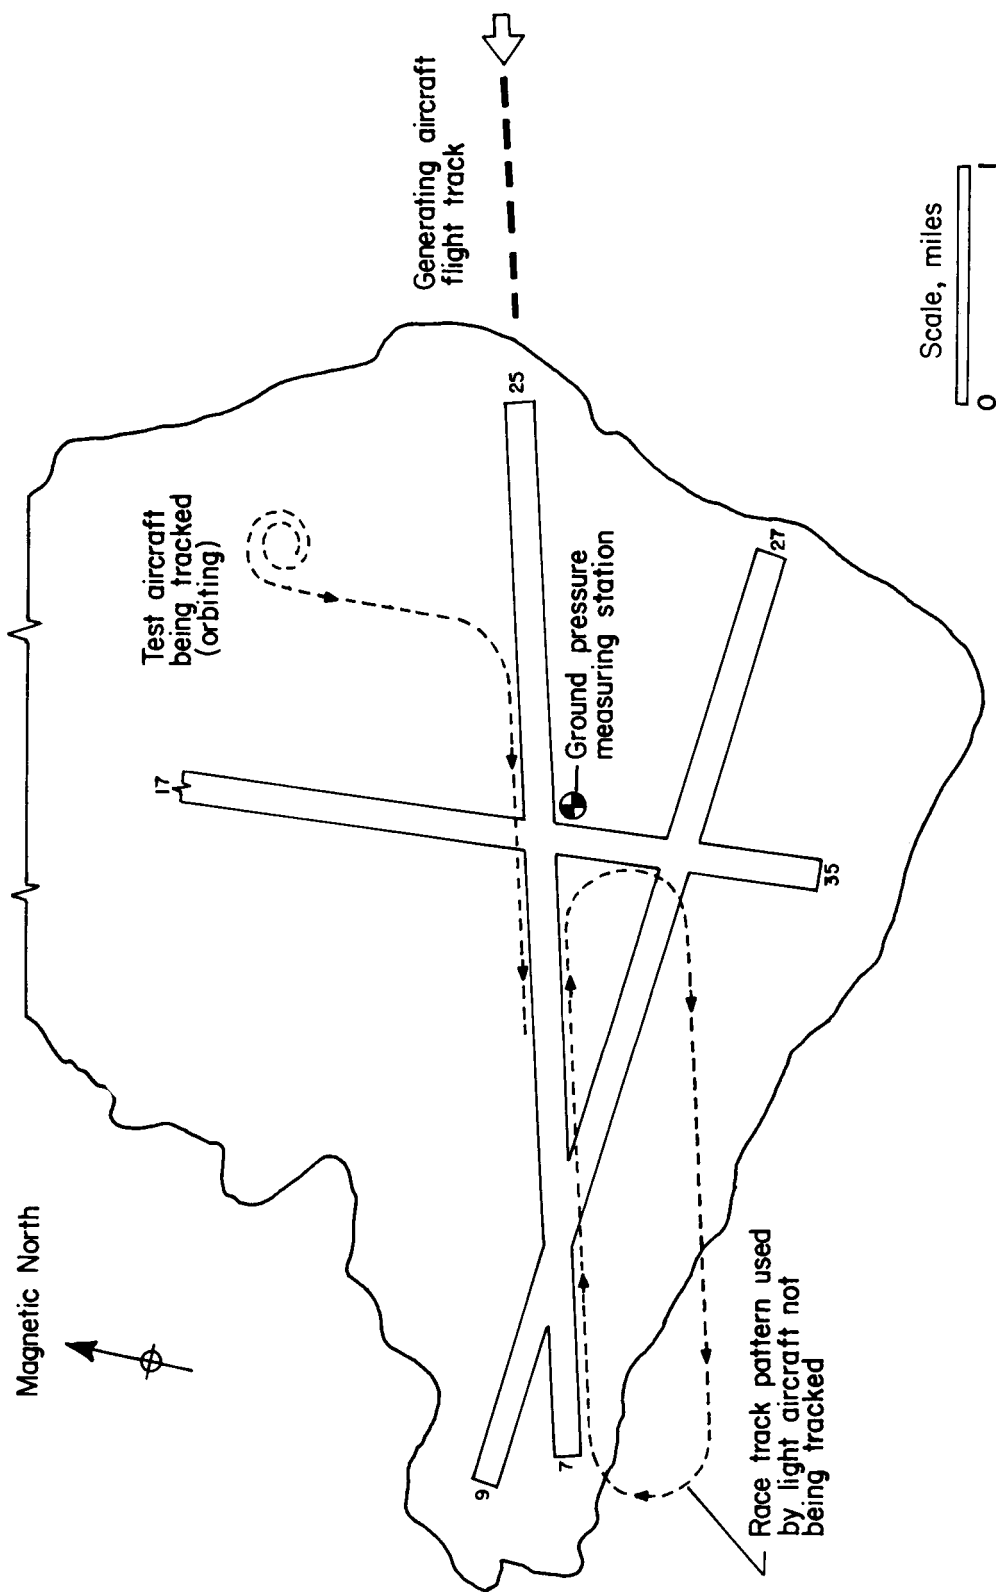 Magnetic North
Test aircraft
being tracked
(orbiting)
Generating aircraft
flight track
17
25
9
7
Ground pressure
measuring station
27
35
Race track pattern used
by light aircraft not
being tracked
Scale, miles
0 1